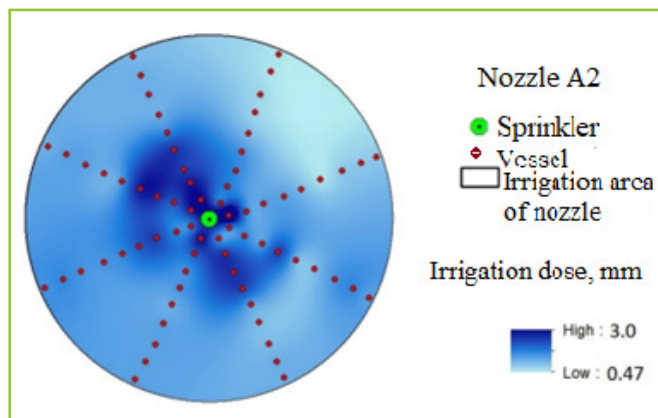 Nozzle A2
Sprinkler
Vessel
Irrigation area
of nozzle
Irrigation dose, mm
High : 3.0
Low : 0.47